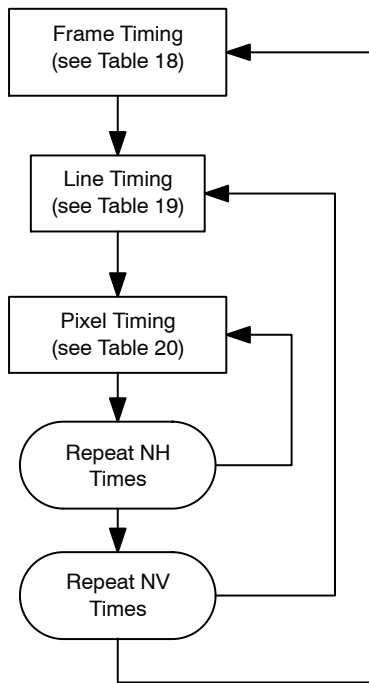 Frame Timing
(see Table 18)
Line Timing
(see Table 19)
Pixel Timing
(see Table 20)
Repeat NH
Times
Repeat NV
Times